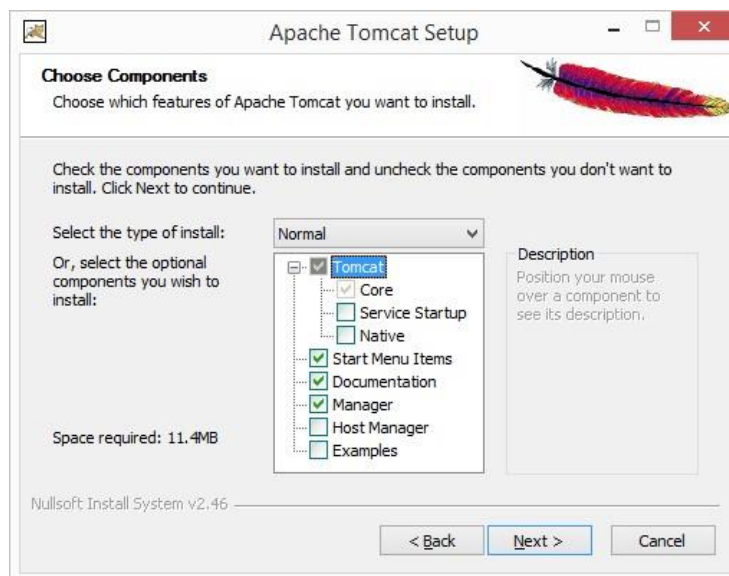 Apache Tomcat Setup
Choose Components
Choose which features of Apache Tomcat you want to install.
Check the components you want to install and uncheck the components you don't want to
install. Click Next to continue.
Select the type of install:
Normal
Or, select the optional
components you wish to
install:
Tomcat
Core
Service Startup
Native
Start Menu Items
Documentation
Manager
Host Manager
Examples
Description
Position your mouse
over a component to
see its description.
Space required: 11.4MB
Nullsoft Install System v2.46
< Back
Next >
Cancel